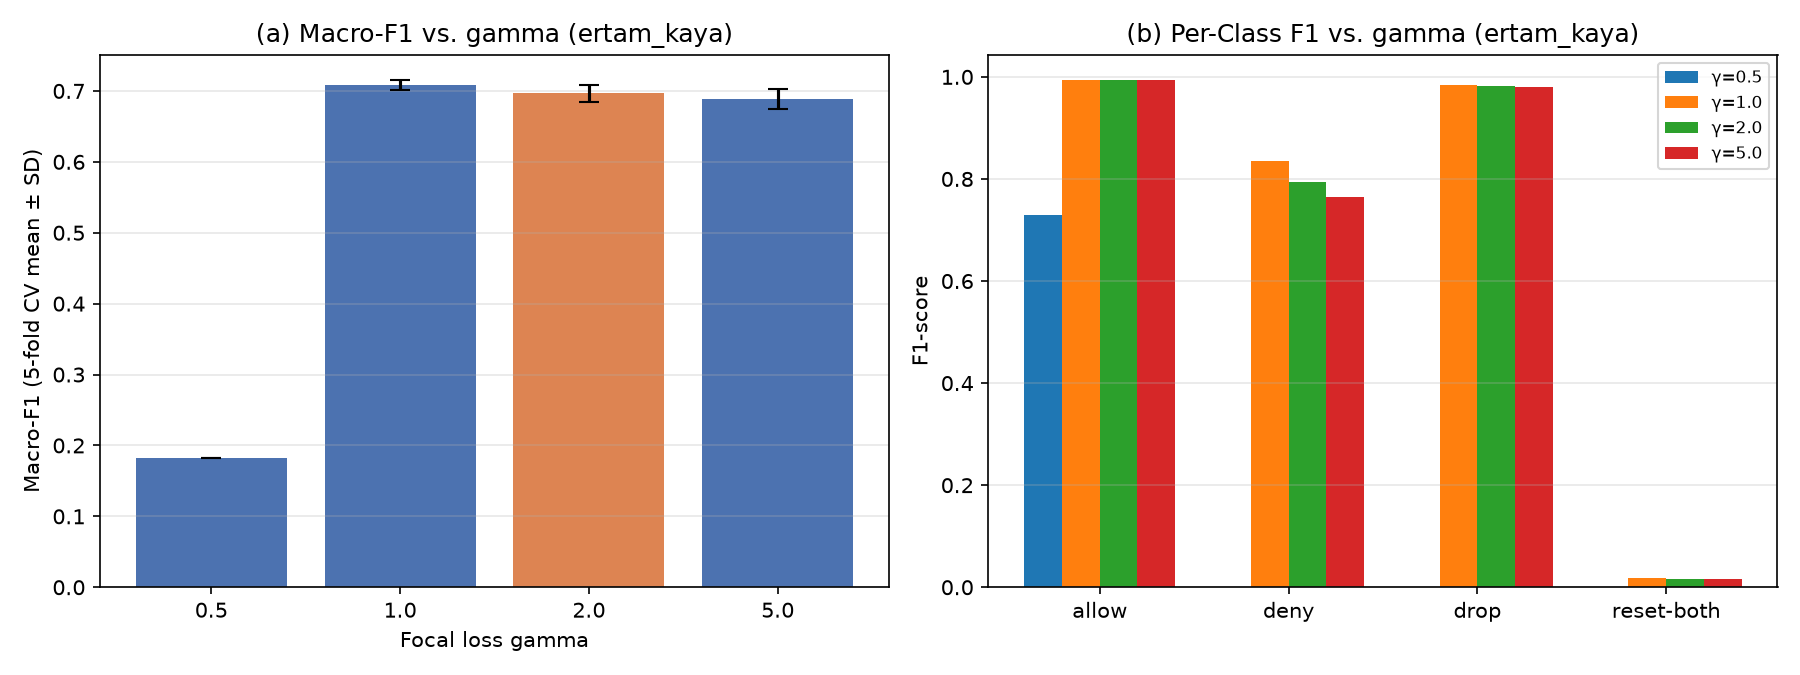 (a) Macro-F1 vs. gamma (ertam_kaya)
Macro-F1 (5-fold CV mean ± SD)
0.7
0.6
0.5
0.4
0.3
0.2
0.1
0.0
0.5 1.0 2.0 5.0
Focal loss gamma
(b) Per-Class F1 vs. gamma (ertam_kaya)
F1-score
1.0
0.8
0.6
0.4
0.2
0.0
γ=0.5
γ=1.0
γ=2.0
γ=5.0
allow deny drop reset-both